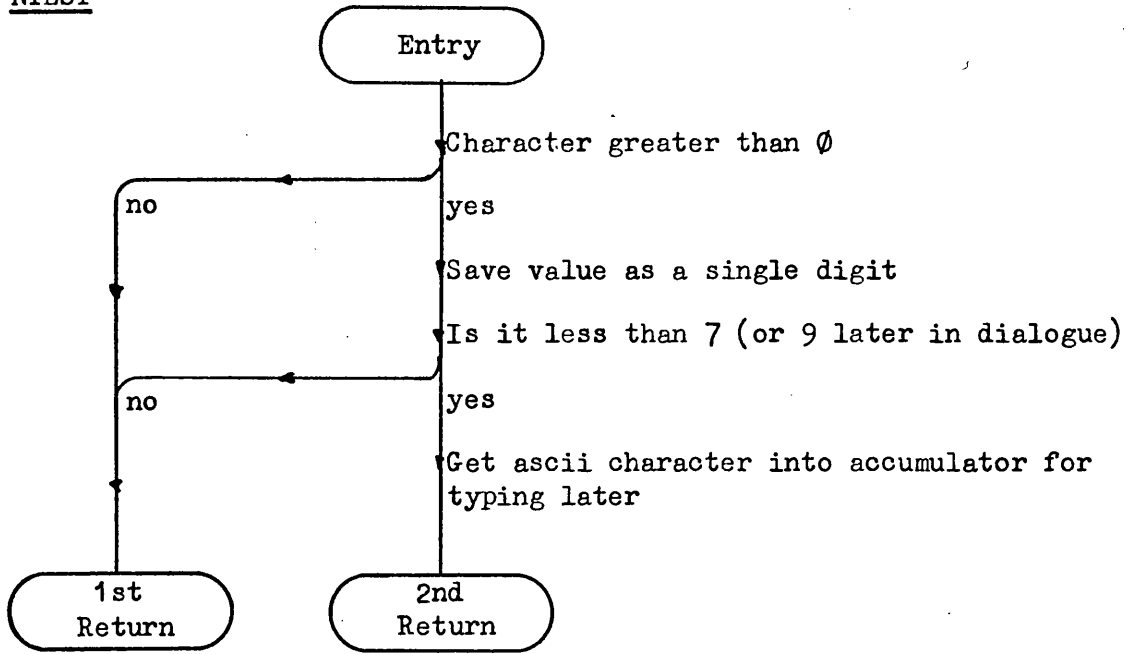 Entry
Character greater than Ø
no
yes
Save value as a single digit
Is it less than 7 (or 9 later in dialogue)
no
yes
Get ascii character into accumulator for
typing later
1st
Return
2nd
Return